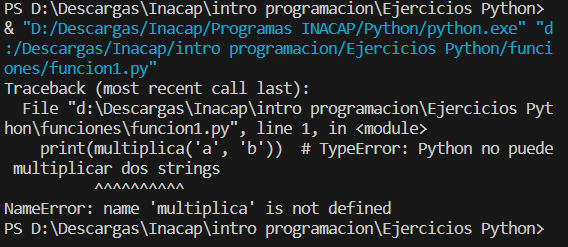 PS D:\Descargas\Inacap\intro programacion\Ejercicios Python>
& "D:/Descargas/Inacap/Programas INACAP/Python/python.exe" "d
:/Descargas/Inacap/intro programacion/Ejercicios Python/funci
ones/funcion1.py"
Traceback (most recent call last):
  File "d:\Descargas\Inacap\intro programacion\Ejercicios Pyt
hon\funciones\funcion1.py", line 1, in <module>
    print(multiplica('a', 'b'))  # TypeError: Python no puede
 multiplicar dos strings
          ^^^^^^^^^^
NameError: name 'multiplica' is not defined
PS D:\Descargas\Inacap\intro programacion\Ejercicios Python>